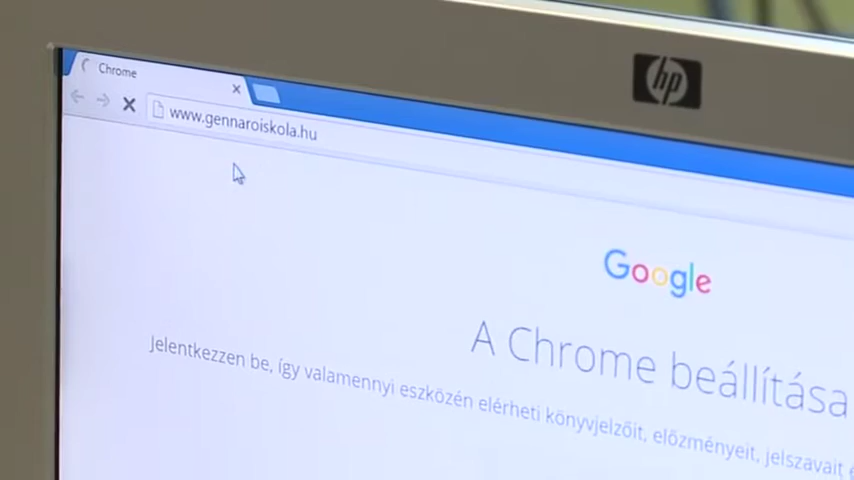 Chrome
hp
www.gennaroiskola.hu
Google
A Chrome beállítása
Jelentkezzen be, így valamennyi eszközén elérheti könyvjelzőit, előzményeit, jelszavait